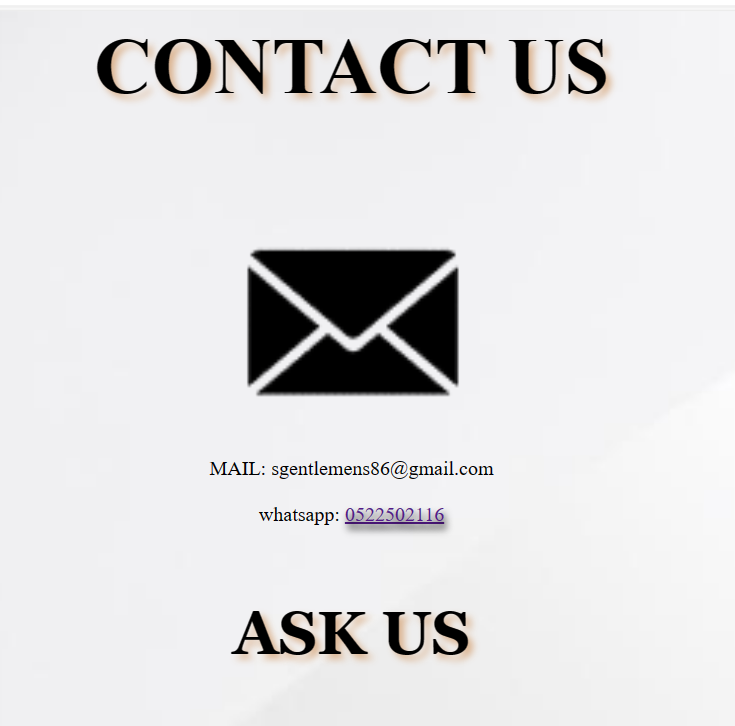 CONTACT US
MAIL: sgentlemens86@gmail.com
whatsapp: 0522502116
ASK US